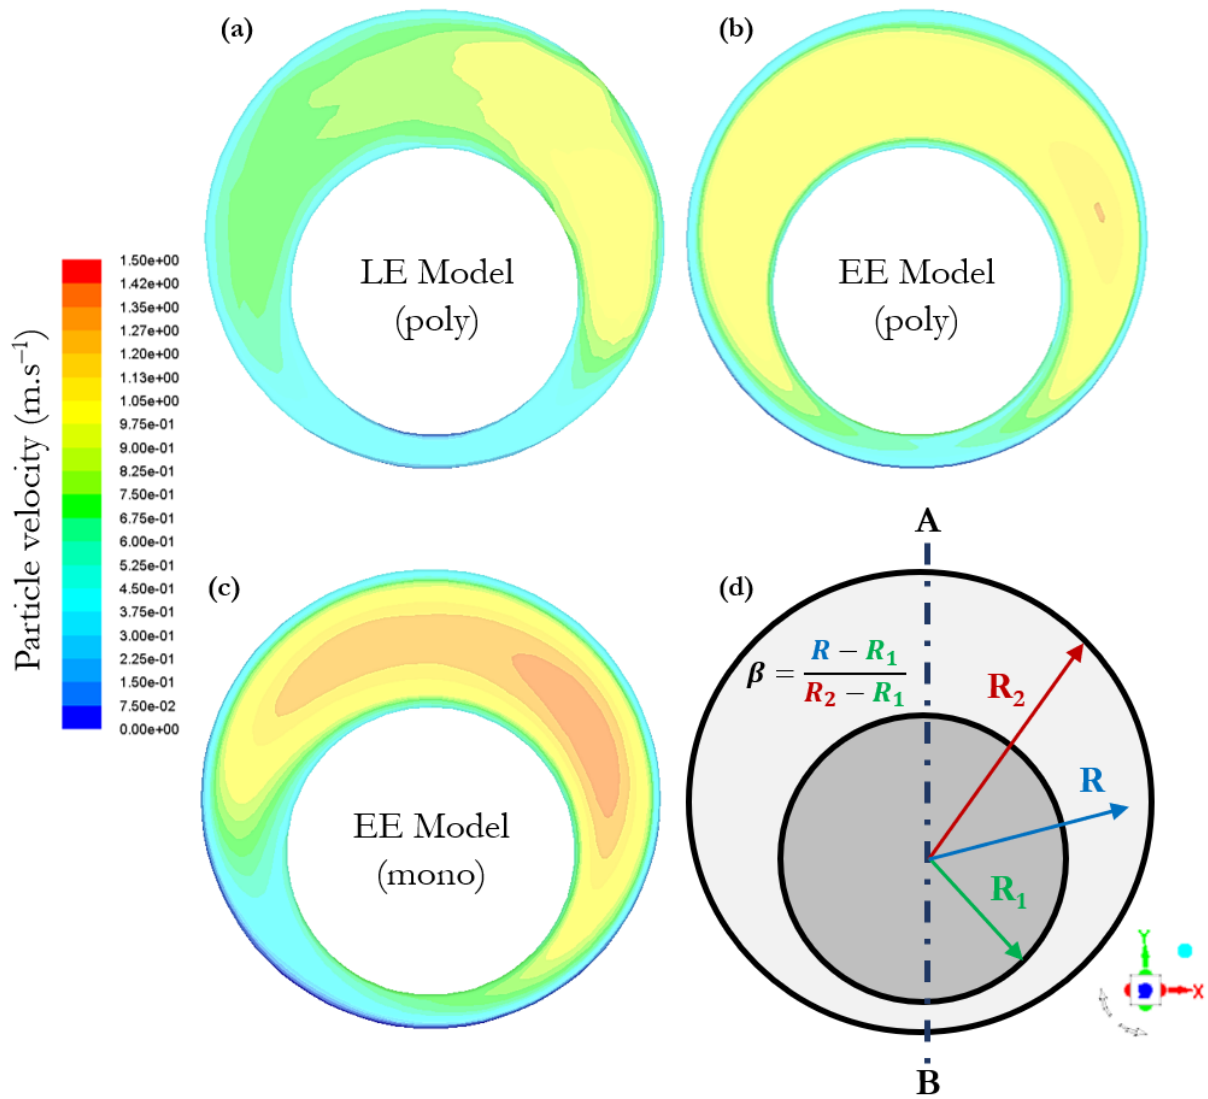 (a)
(b)
LE Model
(poly)
EE Model
(poly)
Particle velocity (m.s⁻¹)
1.50e+00
1.42e+00
1.35e+00
1.27e+00
1.20e+00
1.13e+00
1.05e+00
9.75e-01
9.00e-01
8.25e-01
7.50e-01
6.75e-01
6.00e-01
5.25e-01
4.50e-01
3.75e-01
3.00e-01
2.25e-01
1.50e-01
7.50e-02
0.00e+00
(c)
EE Model
(mono)
(d)
A
β = (R − R₁) / (R₂ − R₁)
R₂
R
R₁
B
Y
X